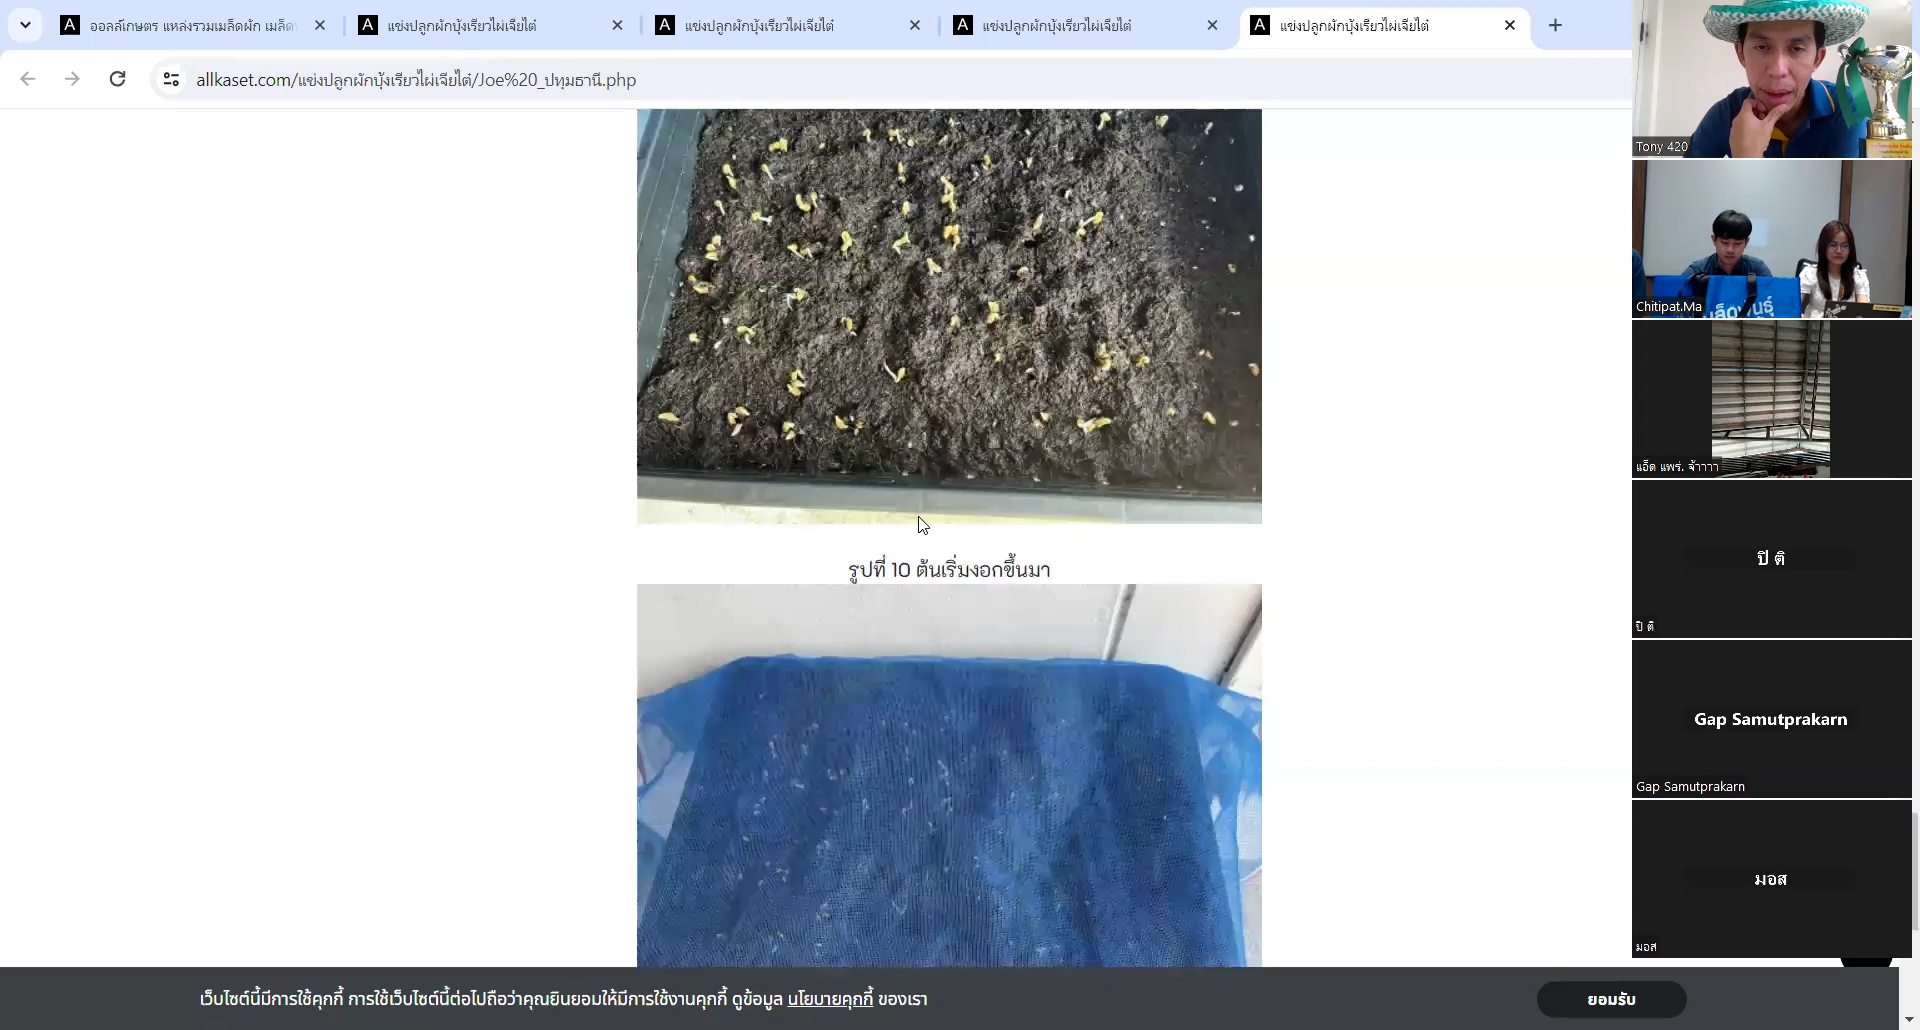 ออลล์เกษตร แหล่งรวมเมล็ดผัก เมล็ด
แข่งปลูกผักบุ้งเรียวไผ่เจียไต๋
แข่งปลูกผักบุ้งเรียวไผ่เจียไต๋
แข่งปลูกผักบุ้งเรียวไผ่เจียไต๋
แข่งปลูกผักบุ้งเรียวไผ่เจียไต๋
allkaset.com/แข่งปลูกผักบุ้งเรียวไผ่เจียไต๋/Joe%20_ปทุมธานี.php
Tony 420
Chitipat.Ma
แอ๊ด แพร่. จ้าาาา
ปิ ติ
ปิ ติ
Gap Samutprakarn
Gap Samutprakarn
มอส
มอส
รูปที่ 10 ต้นเริ่มงอกขึ้นมา
เว็บไซต์นี้มีการใช้คุกกี้ การใช้เว็บไซต์นี้ต่อไปถือว่าคุณยินยอมให้มีการใช้งานคุกกี้ ดูข้อมูล นโยบายคุกกี้ ของเรา
ยอมรับ